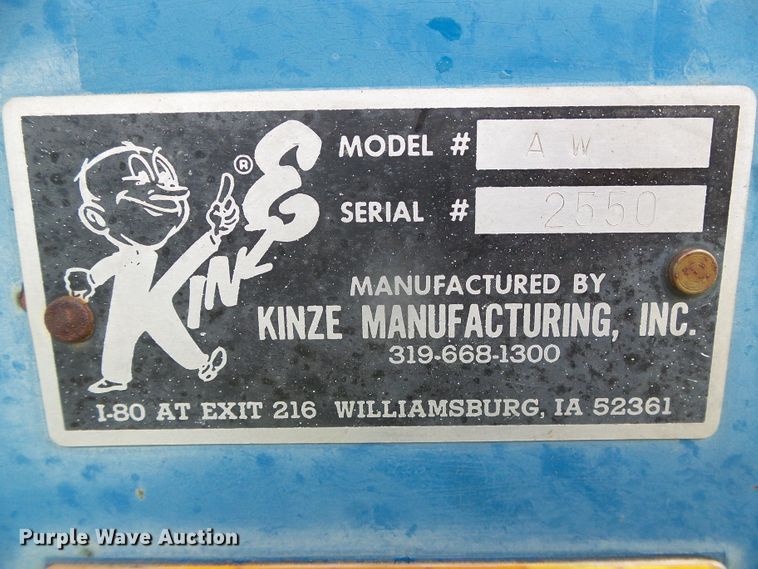 KINZE ®
MODEL # AW
SERIAL # 2550
MANUFACTURED BY
KINZE MANUFACTURING, INC.
319-668-1300
I-80 AT EXIT 216 WILLIAMSBURG, IA 52361
Purple Wave Auction